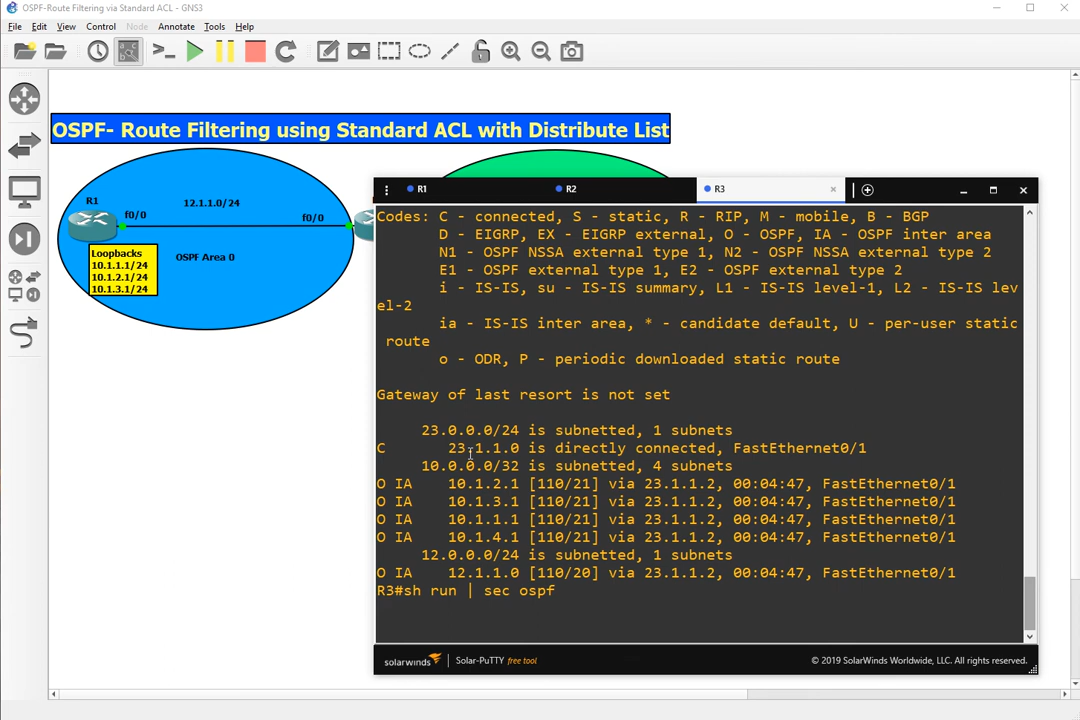 OSPF-Route Filtering via Standard ACL - GNS3
File Edit View Control Node Annotate Tools Help
OSPF- Route Filtering using Standard ACL with Distribute List
R1
f0/0
12.1.1.0/24
f0/0
Loopbacks
10.1.1.1/24
10.1.2.1/24
10.1.3.1/24
OSPF Area 0
R1 R2 R3
Codes: C - connected, S - static, R - RIP, M - mobile, B - BGP
D - EIGRP, EX - EIGRP external, O - OSPF, IA - OSPF inter area
N1 - OSPF NSSA external type 1, N2 - OSPF NSSA external type 2
E1 - OSPF external type 1, E2 - OSPF external type 2
i - IS-IS, su - IS-IS summary, L1 - IS-IS level-1, L2 - IS-IS lev
el-2
ia - IS-IS inter area, * - candidate default, U - per-user static
route
o - ODR, P - periodic downloaded static route
Gateway of last resort is not set
23.0.0.0/24 is subnetted, 1 subnets
C 23.1.1.0 is directly connected, FastEthernet0/1
10.0.0.0/32 is subnetted, 4 subnets
O IA 10.1.2.1 [110/21] via 23.1.1.2, 00:04:47, FastEthernet0/1
O IA 10.1.3.1 [110/21] via 23.1.1.2, 00:04:47, FastEthernet0/1
O IA 10.1.1.1 [110/21] via 23.1.1.2, 00:04:47, FastEthernet0/1
O IA 10.1.4.1 [110/21] via 23.1.1.2, 00:04:47, FastEthernet0/1
12.0.0.0/24 is subnetted, 1 subnets
O IA 12.1.1.0 [110/20] via 23.1.1.2, 00:04:47, FastEthernet0/1
R3#sh run | sec ospf
solarwinds Solar-PuTTY free tool © 2019 SolarWinds Worldwide, LLC. All rights reserved.